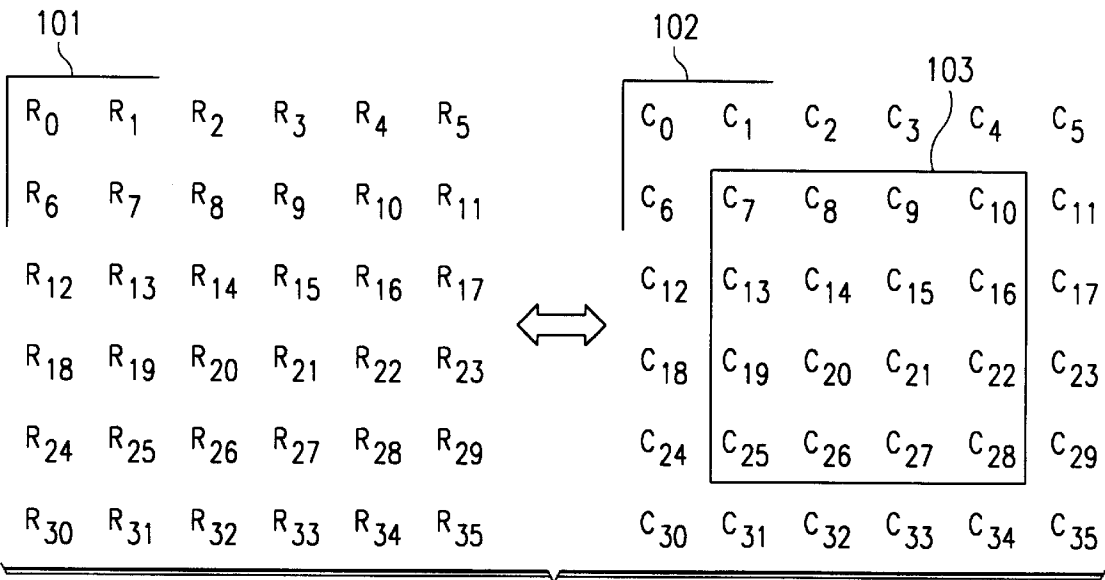 101
102
103
R0 R1 R2 R3 R4 R5
C0 C1 C2 C3 C4 C5
R6 R7 R8 R9 R10 R11
C6 C7 C8 C9 C10 C11
R12 R13 R14 R15 R16 R17
C12 C13 C14 C15 C16 C17
R18 R19 R20 R21 R22 R23
C18 C19 C20 C21 C22 C23
R24 R25 R26 R27 R28 R29
C24 C25 C26 C27 C28 C29
R30 R31 R32 R33 R34 R35
C30 C31 C32 C33 C34 C35